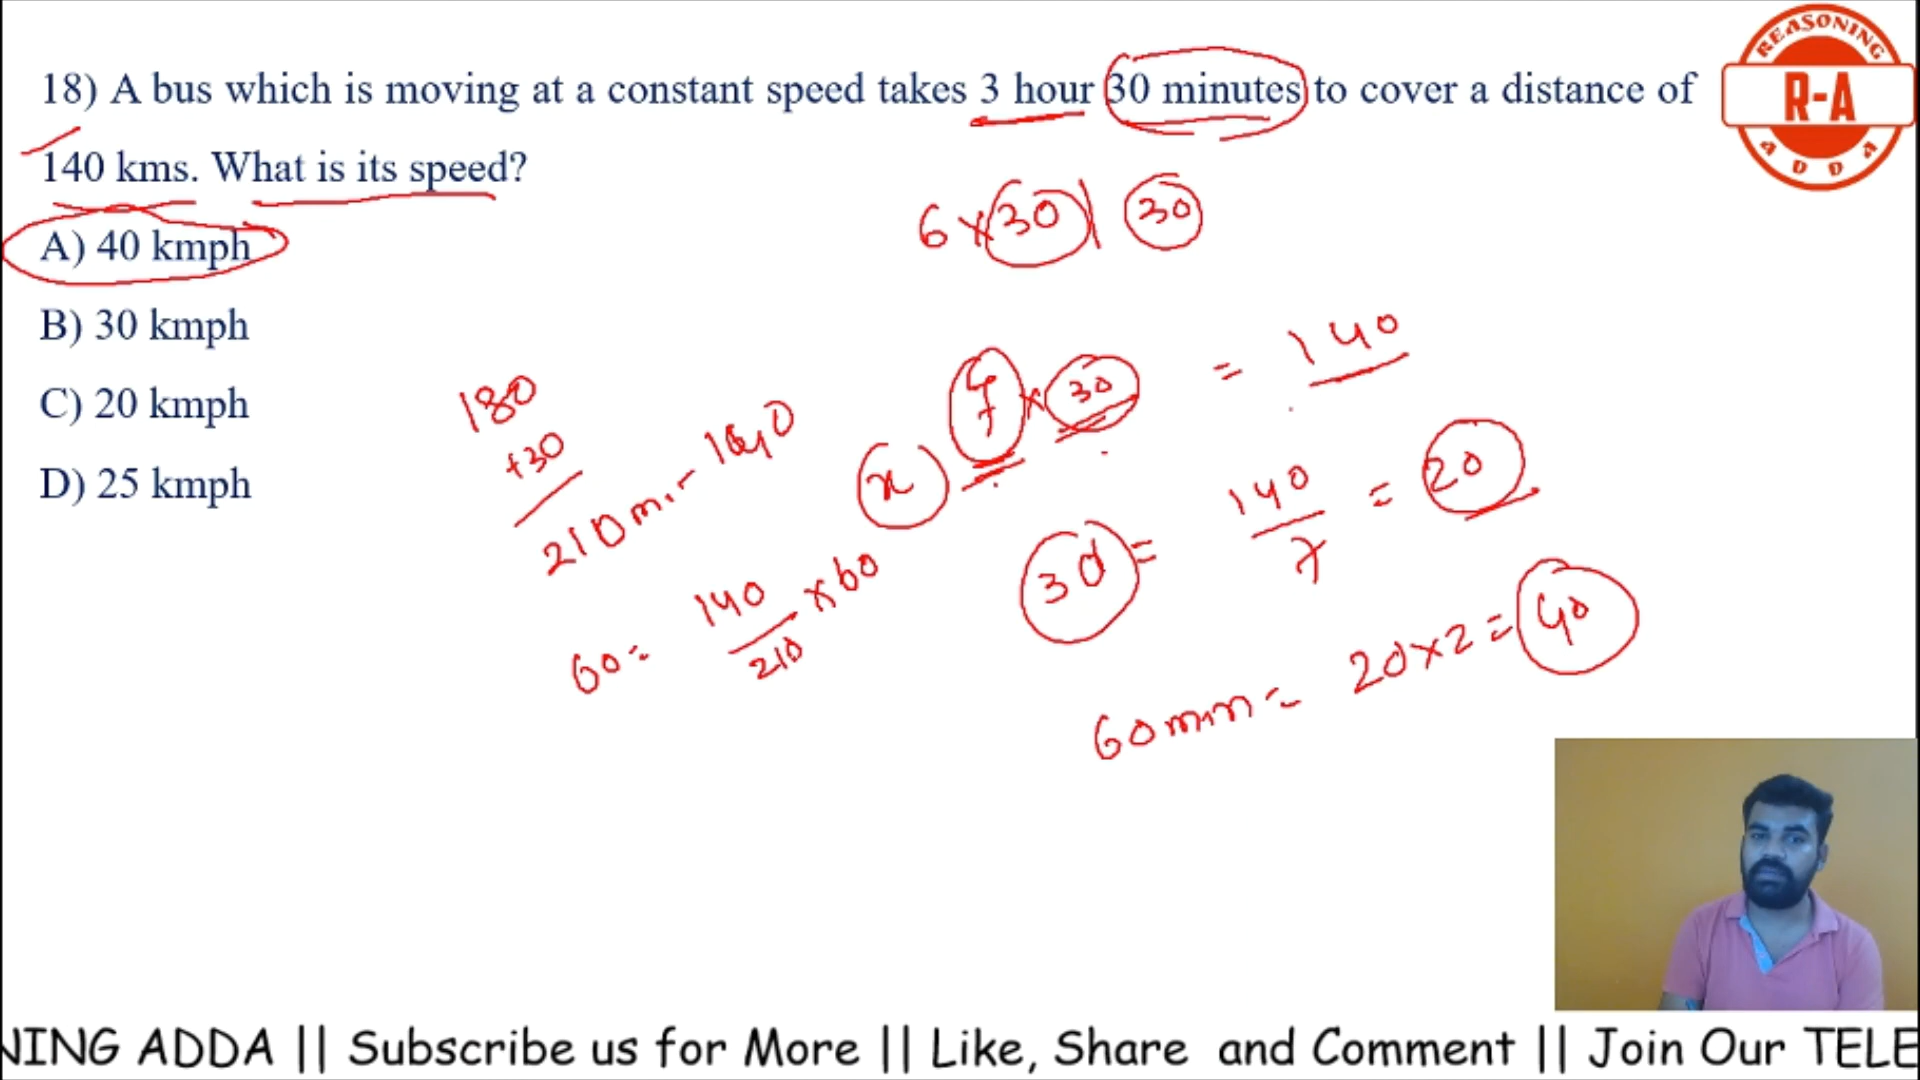 18) A bus which is moving at a constant speed takes 3 hour 30 minutes to cover a distance of
140 kms. What is its speed?
A) 40 kmph
B) 30 kmph
C) 20 kmph
D) 25 kmph
REASONING
R-A
ADDA
6 x 30 | 30
x 7 x 30 = 140
180
+30
210 min - 140
60 = 140/210 x 60
30 = 140/7 = 20
60 min = 20 x 2 = 40
NING ADDA || Subscribe us for More || Like, Share and Comment || Join Our TELE